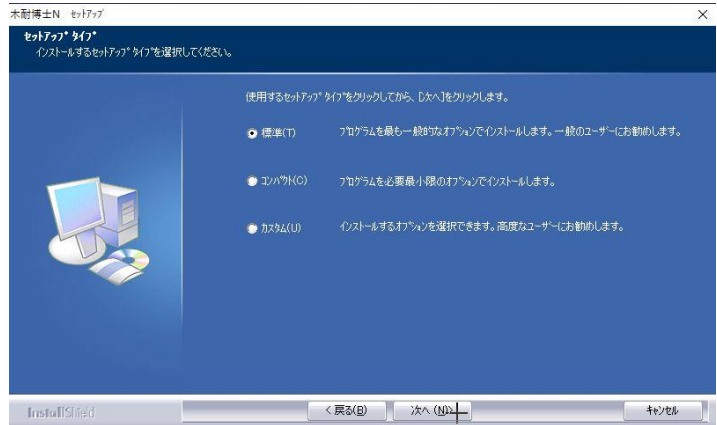 木耐博士N ｾｯﾄｱｯﾌﾟ
ｾｯﾄｱｯﾌﾟ ﾀｲﾌﾟ
ｲﾝｽﾄｰﾙするｾｯﾄｱｯﾌﾟ ﾀｲﾌﾟを選択してください。
使用するｾｯﾄｱｯﾌﾟ ﾀｲﾌﾟをｸﾘｯｸしてから、[次へ]をｸﾘｯｸします。
標準(T) ﾌﾟﾛｸﾞﾗﾑを最も一般的なｵﾌﾟｼｮﾝでｲﾝｽﾄｰﾙします。一般のﾕｰｻﾞｰにお勧めします。
ｺﾝﾊﾟｸﾄ(C) ﾌﾟﾛｸﾞﾗﾑを必要最小限のｵﾌﾟｼｮﾝでｲﾝｽﾄｰﾙします。
ｶｽﾀﾑ(U) ｲﾝｽﾄｰﾙするｵﾌﾟｼｮﾝを選択できます。高度なﾕｰｻﾞｰにお勧めします。
InstallShield
< 戻る(B) 次へ (N)> ｷｬﾝｾﾙ